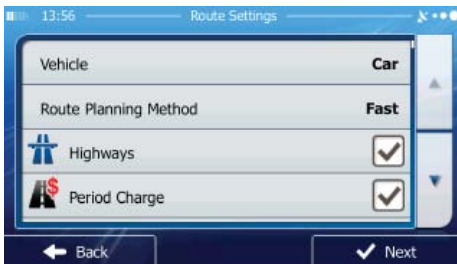 13:56 Route Settings
Vehicle Car
Route Planning Method Fast
Highways
$ Period Charge
Back Next